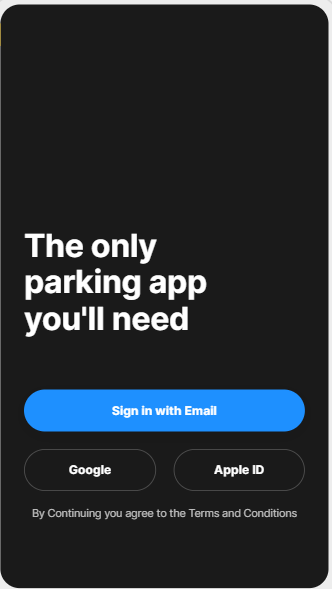 The only
parking app
you'll need
Sign in with Email
Google
Apple ID
By Continuing you agree to the Terms and Conditions